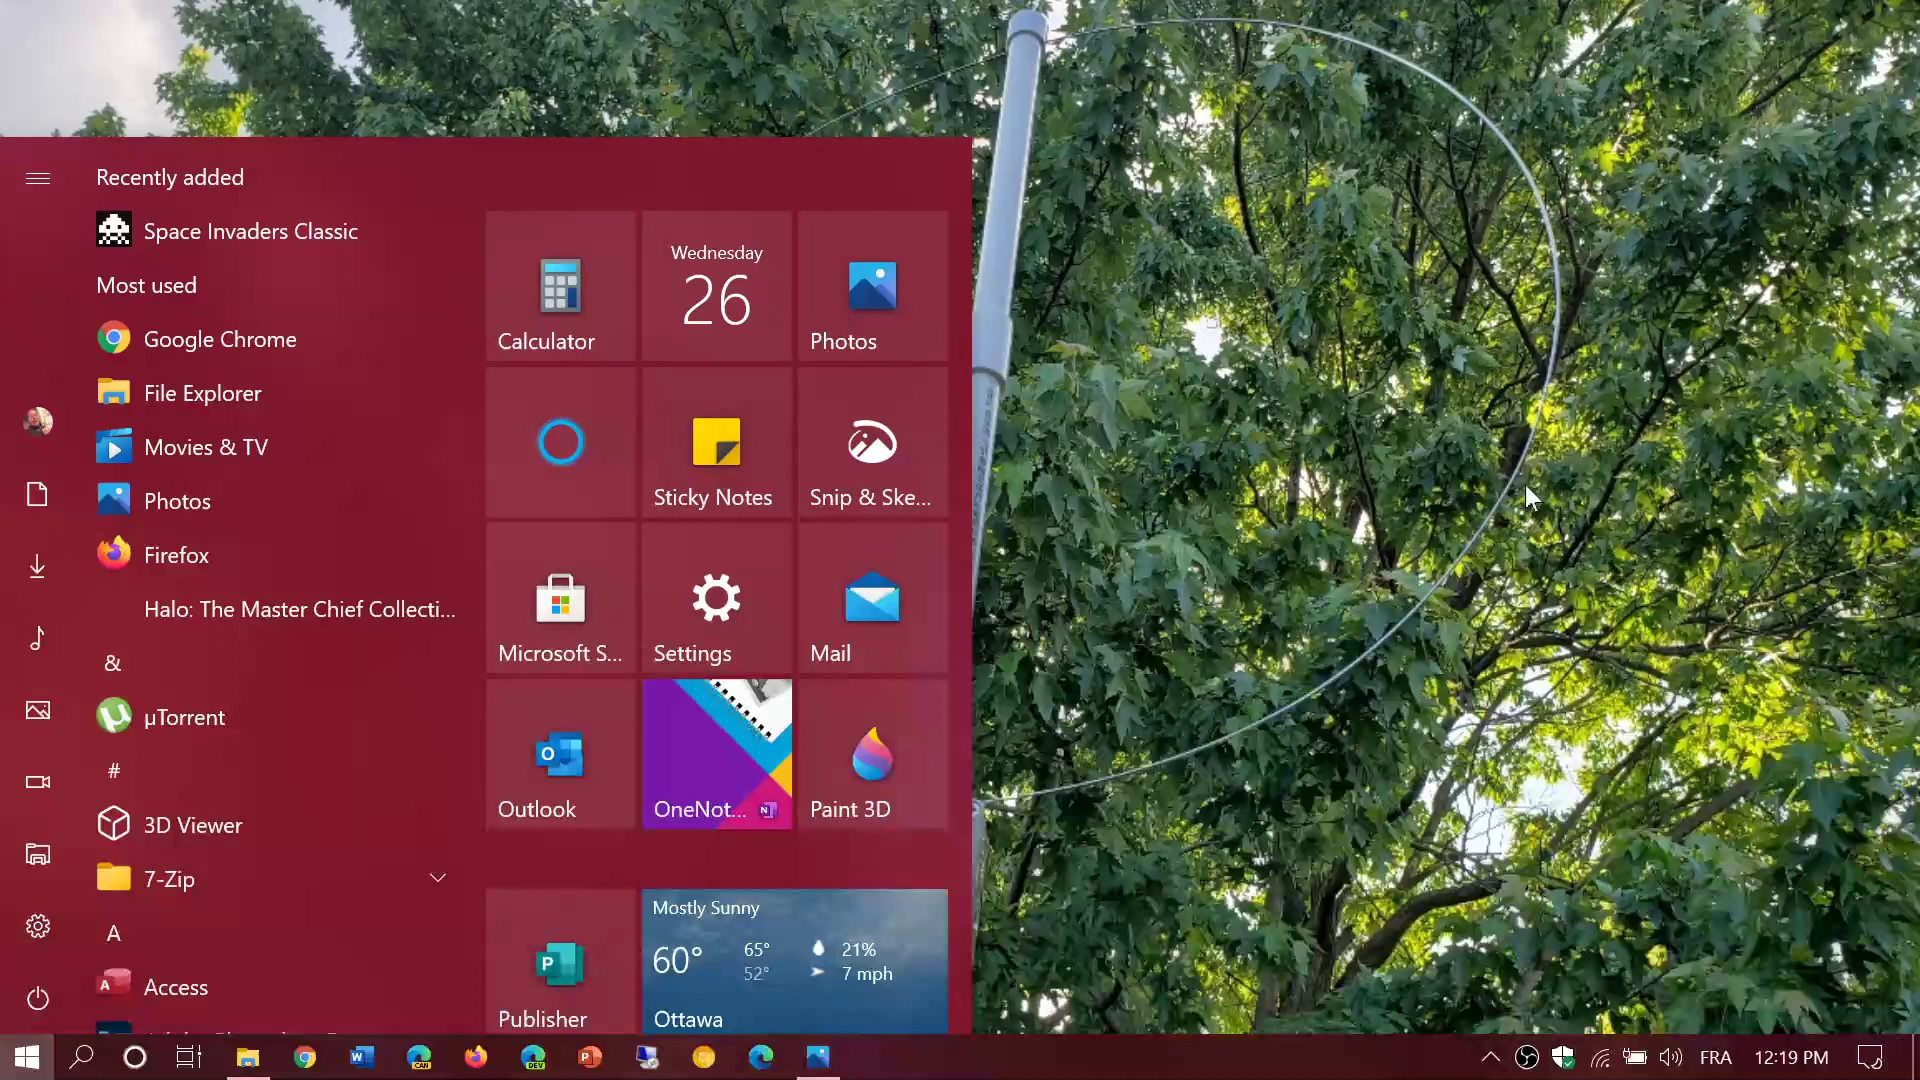 Recently added
Space Invaders Classic
Most used
Google Chrome
File Explorer
Movies & TV
Photos
Firefox
Halo: The Master Chief Collecti...
&
µTorrent
#
3D Viewer
7-Zip
A
Access
Calculator
Wednesday
26
Photos
Sticky Notes
Snip & Ske...
Microsoft S...
Settings
Mail
Outlook
OneNot...
Paint 3D
Publisher
Mostly Sunny
60° 65° 21%
52° 7 mph
Ottawa
CAN
DEV
FRA
12:19 PM